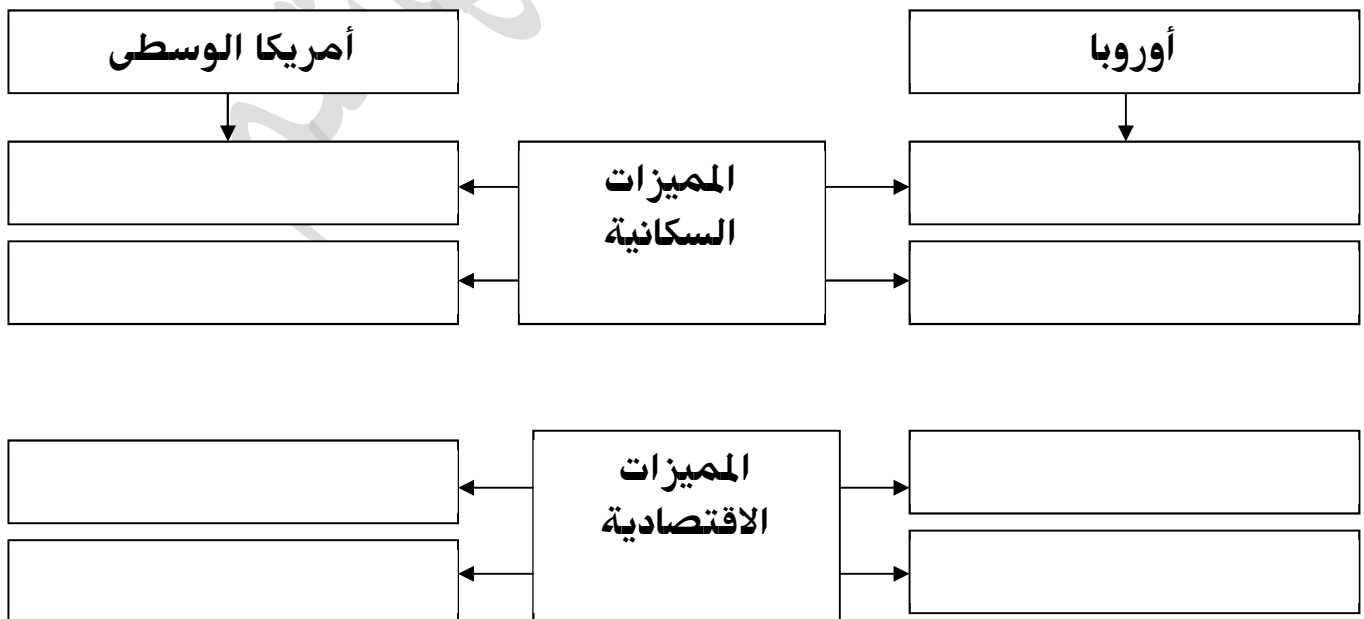 أوروبا
أمريكا الوسطى
المميزات
السكانية
المميزات
الاقتصادية